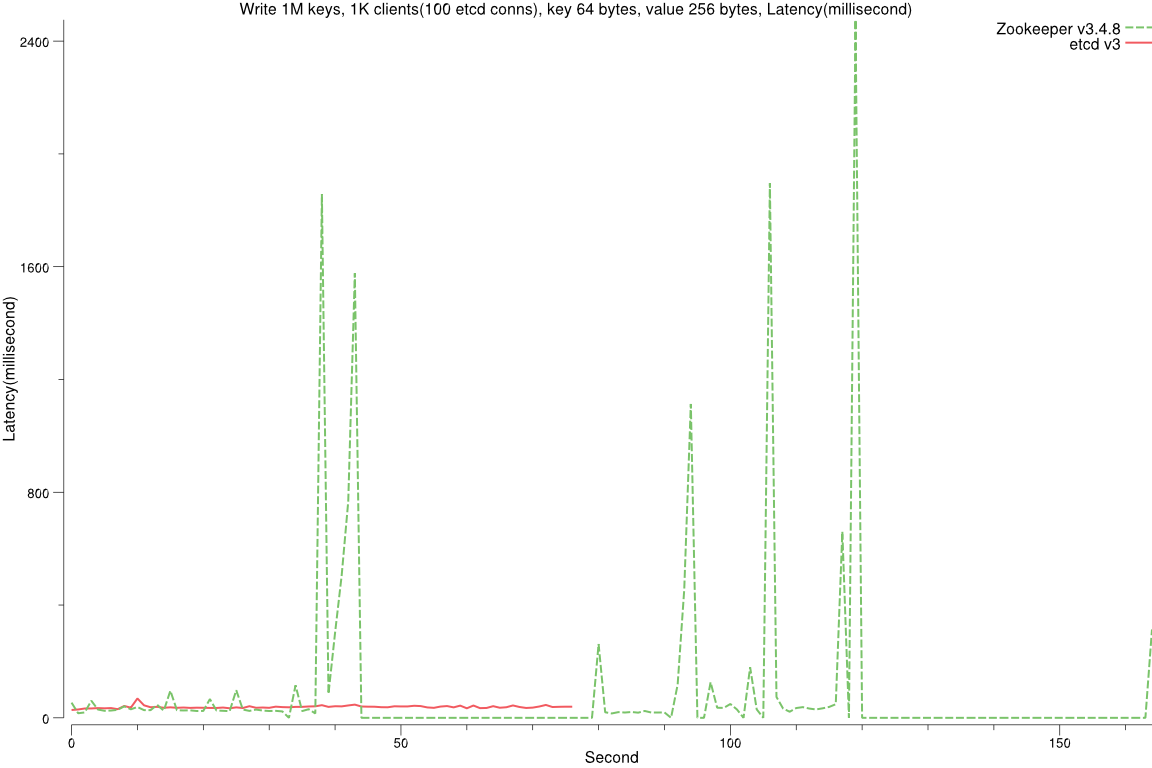 Write 1M keys, 1K clients(100 etcd conns), key 64 bytes, value 256 bytes, Latency(millisecond)
Zookeeper v3.4.8
etcd v3
2400
1600
800
0
Latency(millisecond)
0 50 100 150
Second